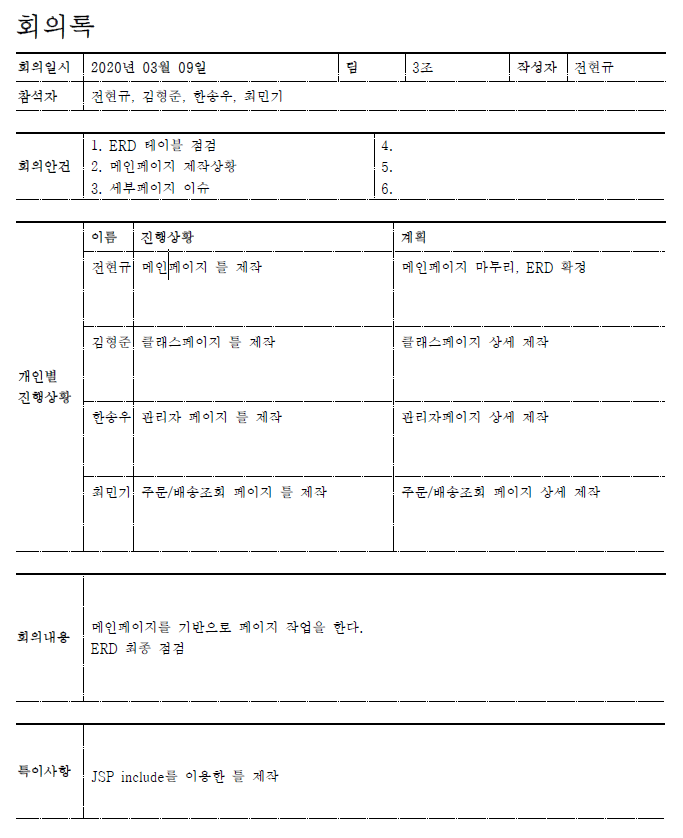 회의록
회의일시 2020년 03월 09일 팀 3조 작성자 전현규
참석자 전현규, 김형준, 한송우, 최민기
회의안건
1. ERD 테이블 점검
2. 메인페이지 제작상황
3. 세부페이지 이슈
4.
5.
6.
개인별
진행상황
이름 진행상황 계획
전현규 메인페이지 틀 제작 메인페이지 마무리, ERD 확정
김형준 클래스페이지 틀 제작 클래스페이지 상세 제작
한송우 관리자 페이지 틀 제작 관리자페이지 상세 제작
최민기 주문/배송조회 페이지 틀 제작 주문/배송조회 페이지 상세 제작
회의내용
메인페이지를 기반으로 페이지 작업을 한다.
ERD 최종 점검
특이사항
JSP include를 이용한 틀 제작